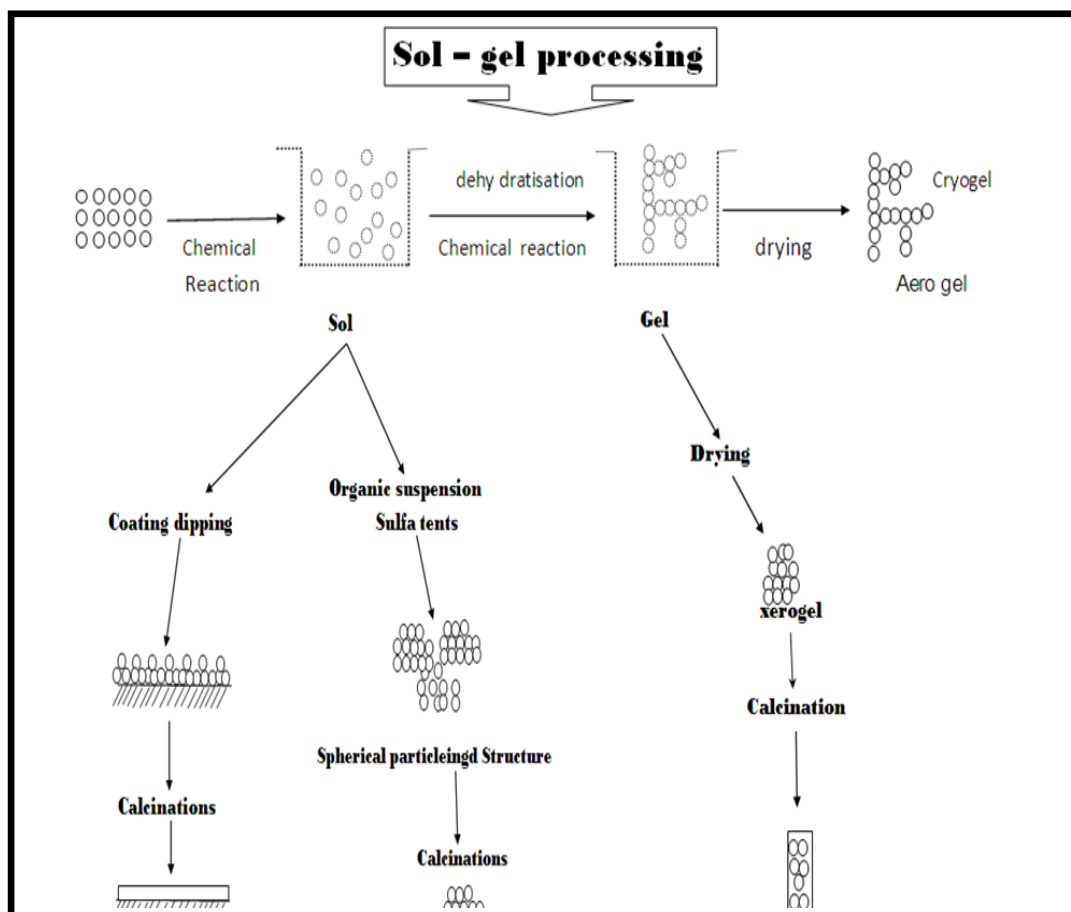 Sol – gel processing
dehy dratisation
Cryogel
Chemical
Reaction
Chemical reaction
drying
Aero gel
Sol
Gel
Drying
Organic suspension
Sulfa tents
Coating dipping
xerogel
Calcination
Spherical particleingd Structure
Calcinations
Calcinations